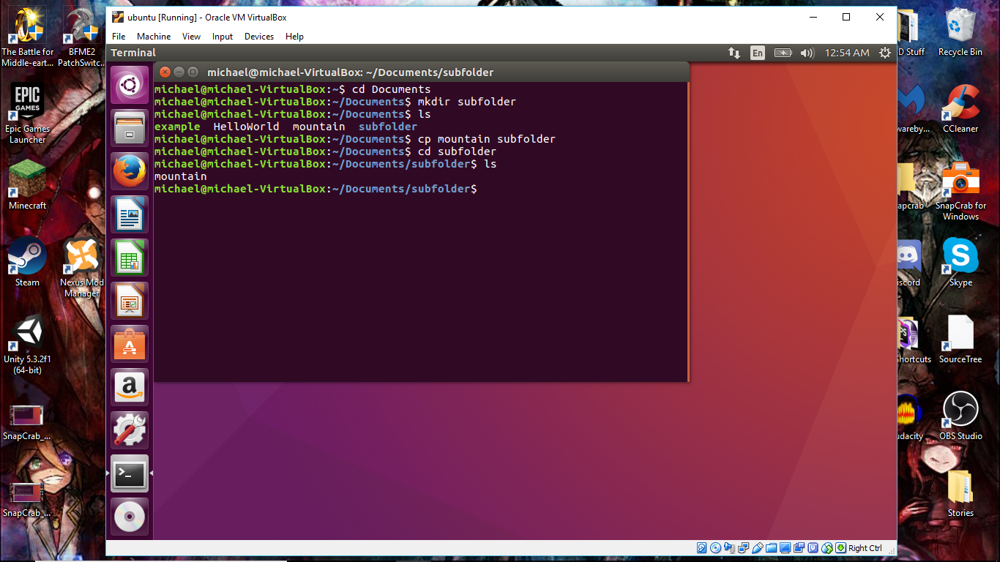 ubuntu [Running] - Oracle VM VirtualBox
File Machine View Input Devices Help
Terminal
En
12:54 AM
michael@michael-VirtualBox: ~/Documents/subfolder
michael@michael-VirtualBox:~$ cd Documents
michael@michael-VirtualBox:~/Documents$ mkdir subfolder
michael@michael-VirtualBox:~/Documents$ ls
example HelloWorld mountain subfolder
michael@michael-VirtualBox:~/Documents$ cp mountain subfolder
michael@michael-VirtualBox:~/Documents$ cd subfolder
michael@michael-VirtualBox:~/Documents/subfolder$ ls
mountain
michael@michael-VirtualBox:~/Documents/subfolder$
Right Ctrl
The Battle for
Middle-eart...
BFME2
PatchSwitc...
EPIC
GAMES
Epic Games
Launcher
Minecraft
Steam
Nexus Mod
Manager
Unity 5.3.2f1
(64-bit)
SnapCrab_...
SnapCrab_...
D Stuff
Recycle Bin
wareby...
CCleaner
apcrab
SnapCrab for
Windows
iscord
Skype
hortcuts
SourceTree
udacity
OBS Studio
Stories